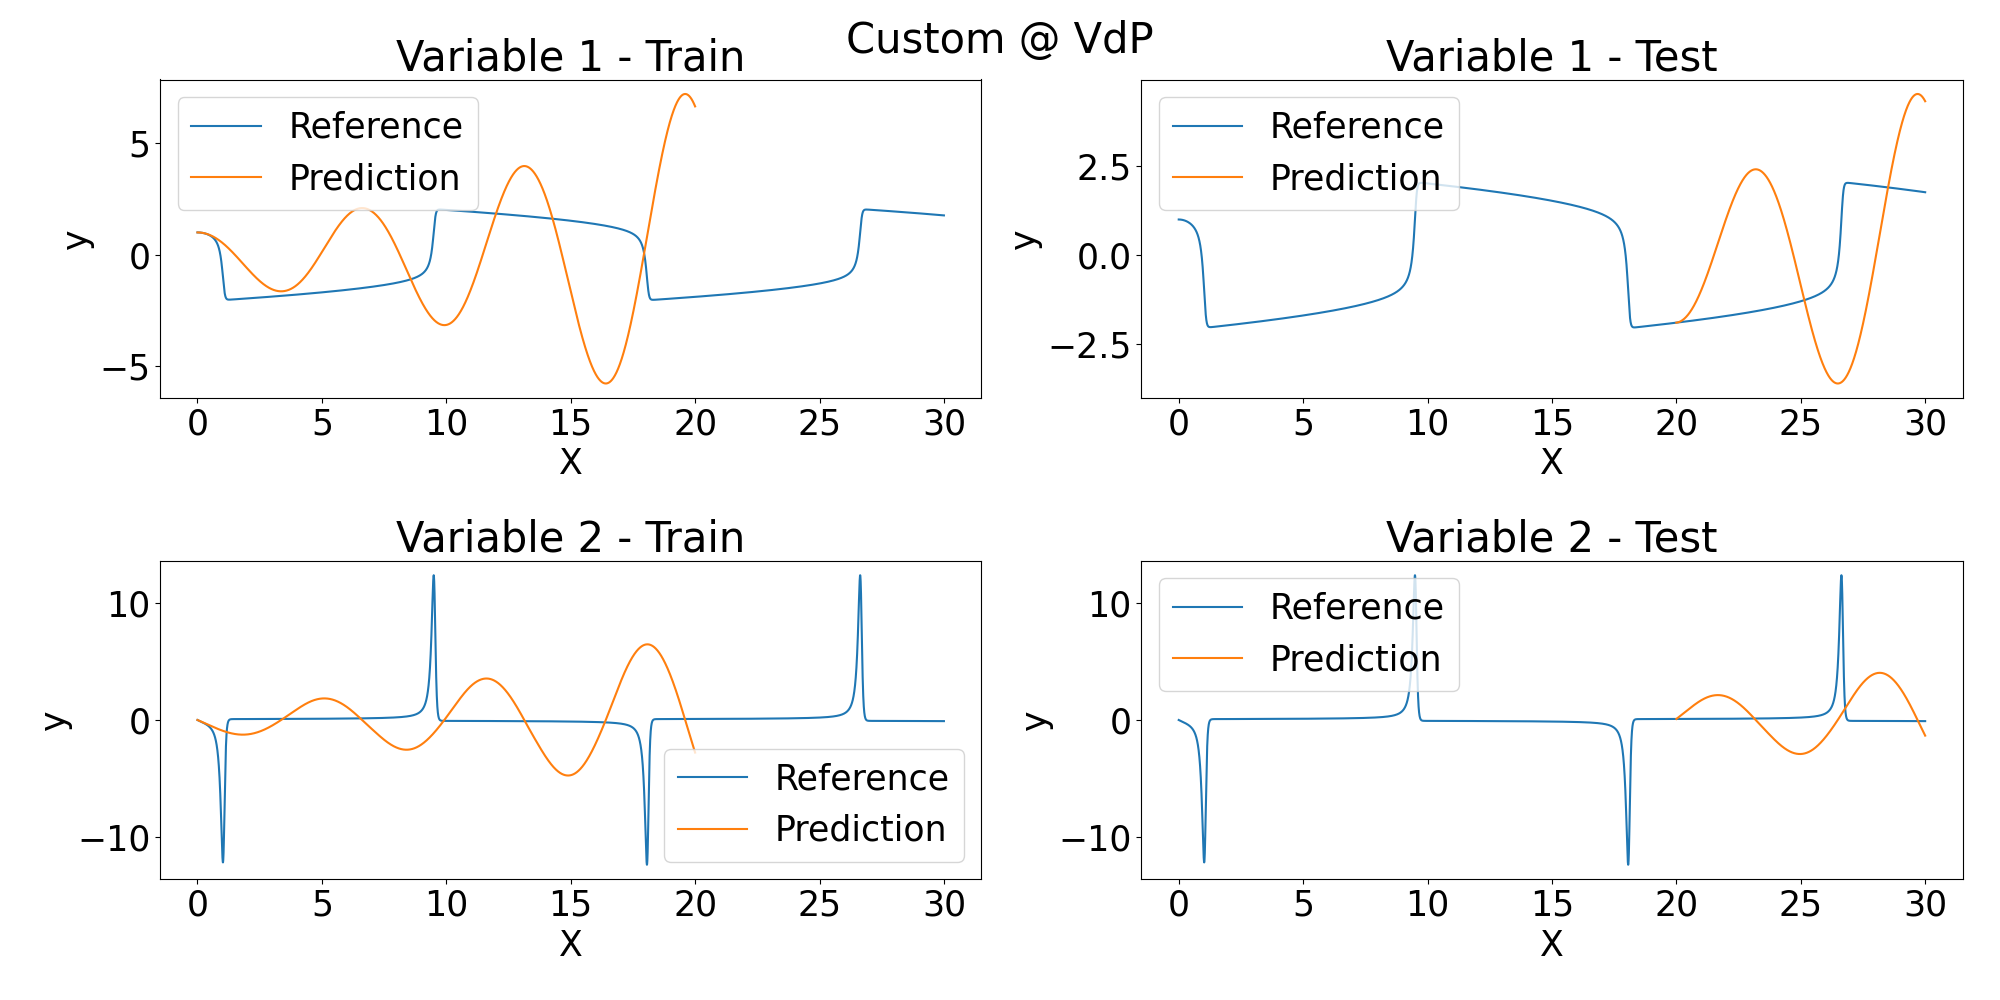 Custom @ VdP
Variable 1 - Train
Reference
Prediction
y
5
0
−5
0 5 10 15 20 25 30
X
Variable 1 - Test
Reference
Prediction
y
2.5
0.0
−2.5
0 5 10 15 20 25 30
X
Variable 2 - Train
y
10
0
−10
Reference
Prediction
0 5 10 15 20 25 30
X
Variable 2 - Test
Reference
Prediction
y
10
0
−10
0 5 10 15 20 25 30
X